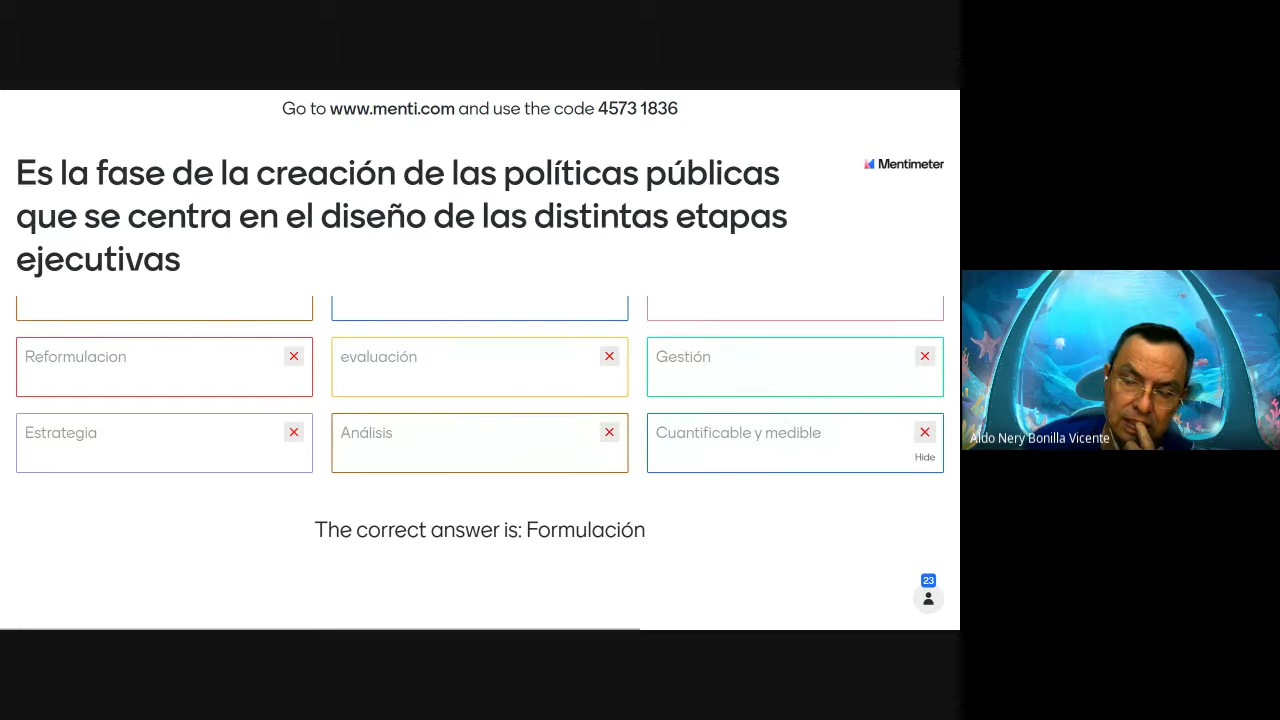 Go to www.menti.com and use the code 4573 1836
Es la fase de la creación de las políticas públicas
que se centra en el diseño de las distintas etapas
ejecutivas
Mentimeter
Reformulacion
evaluación
Gestión
Estrategia
Análisis
Cuantificable y medible
Hide
The correct answer is: Formulación
23
Aldo Nery Bonilla Vicente